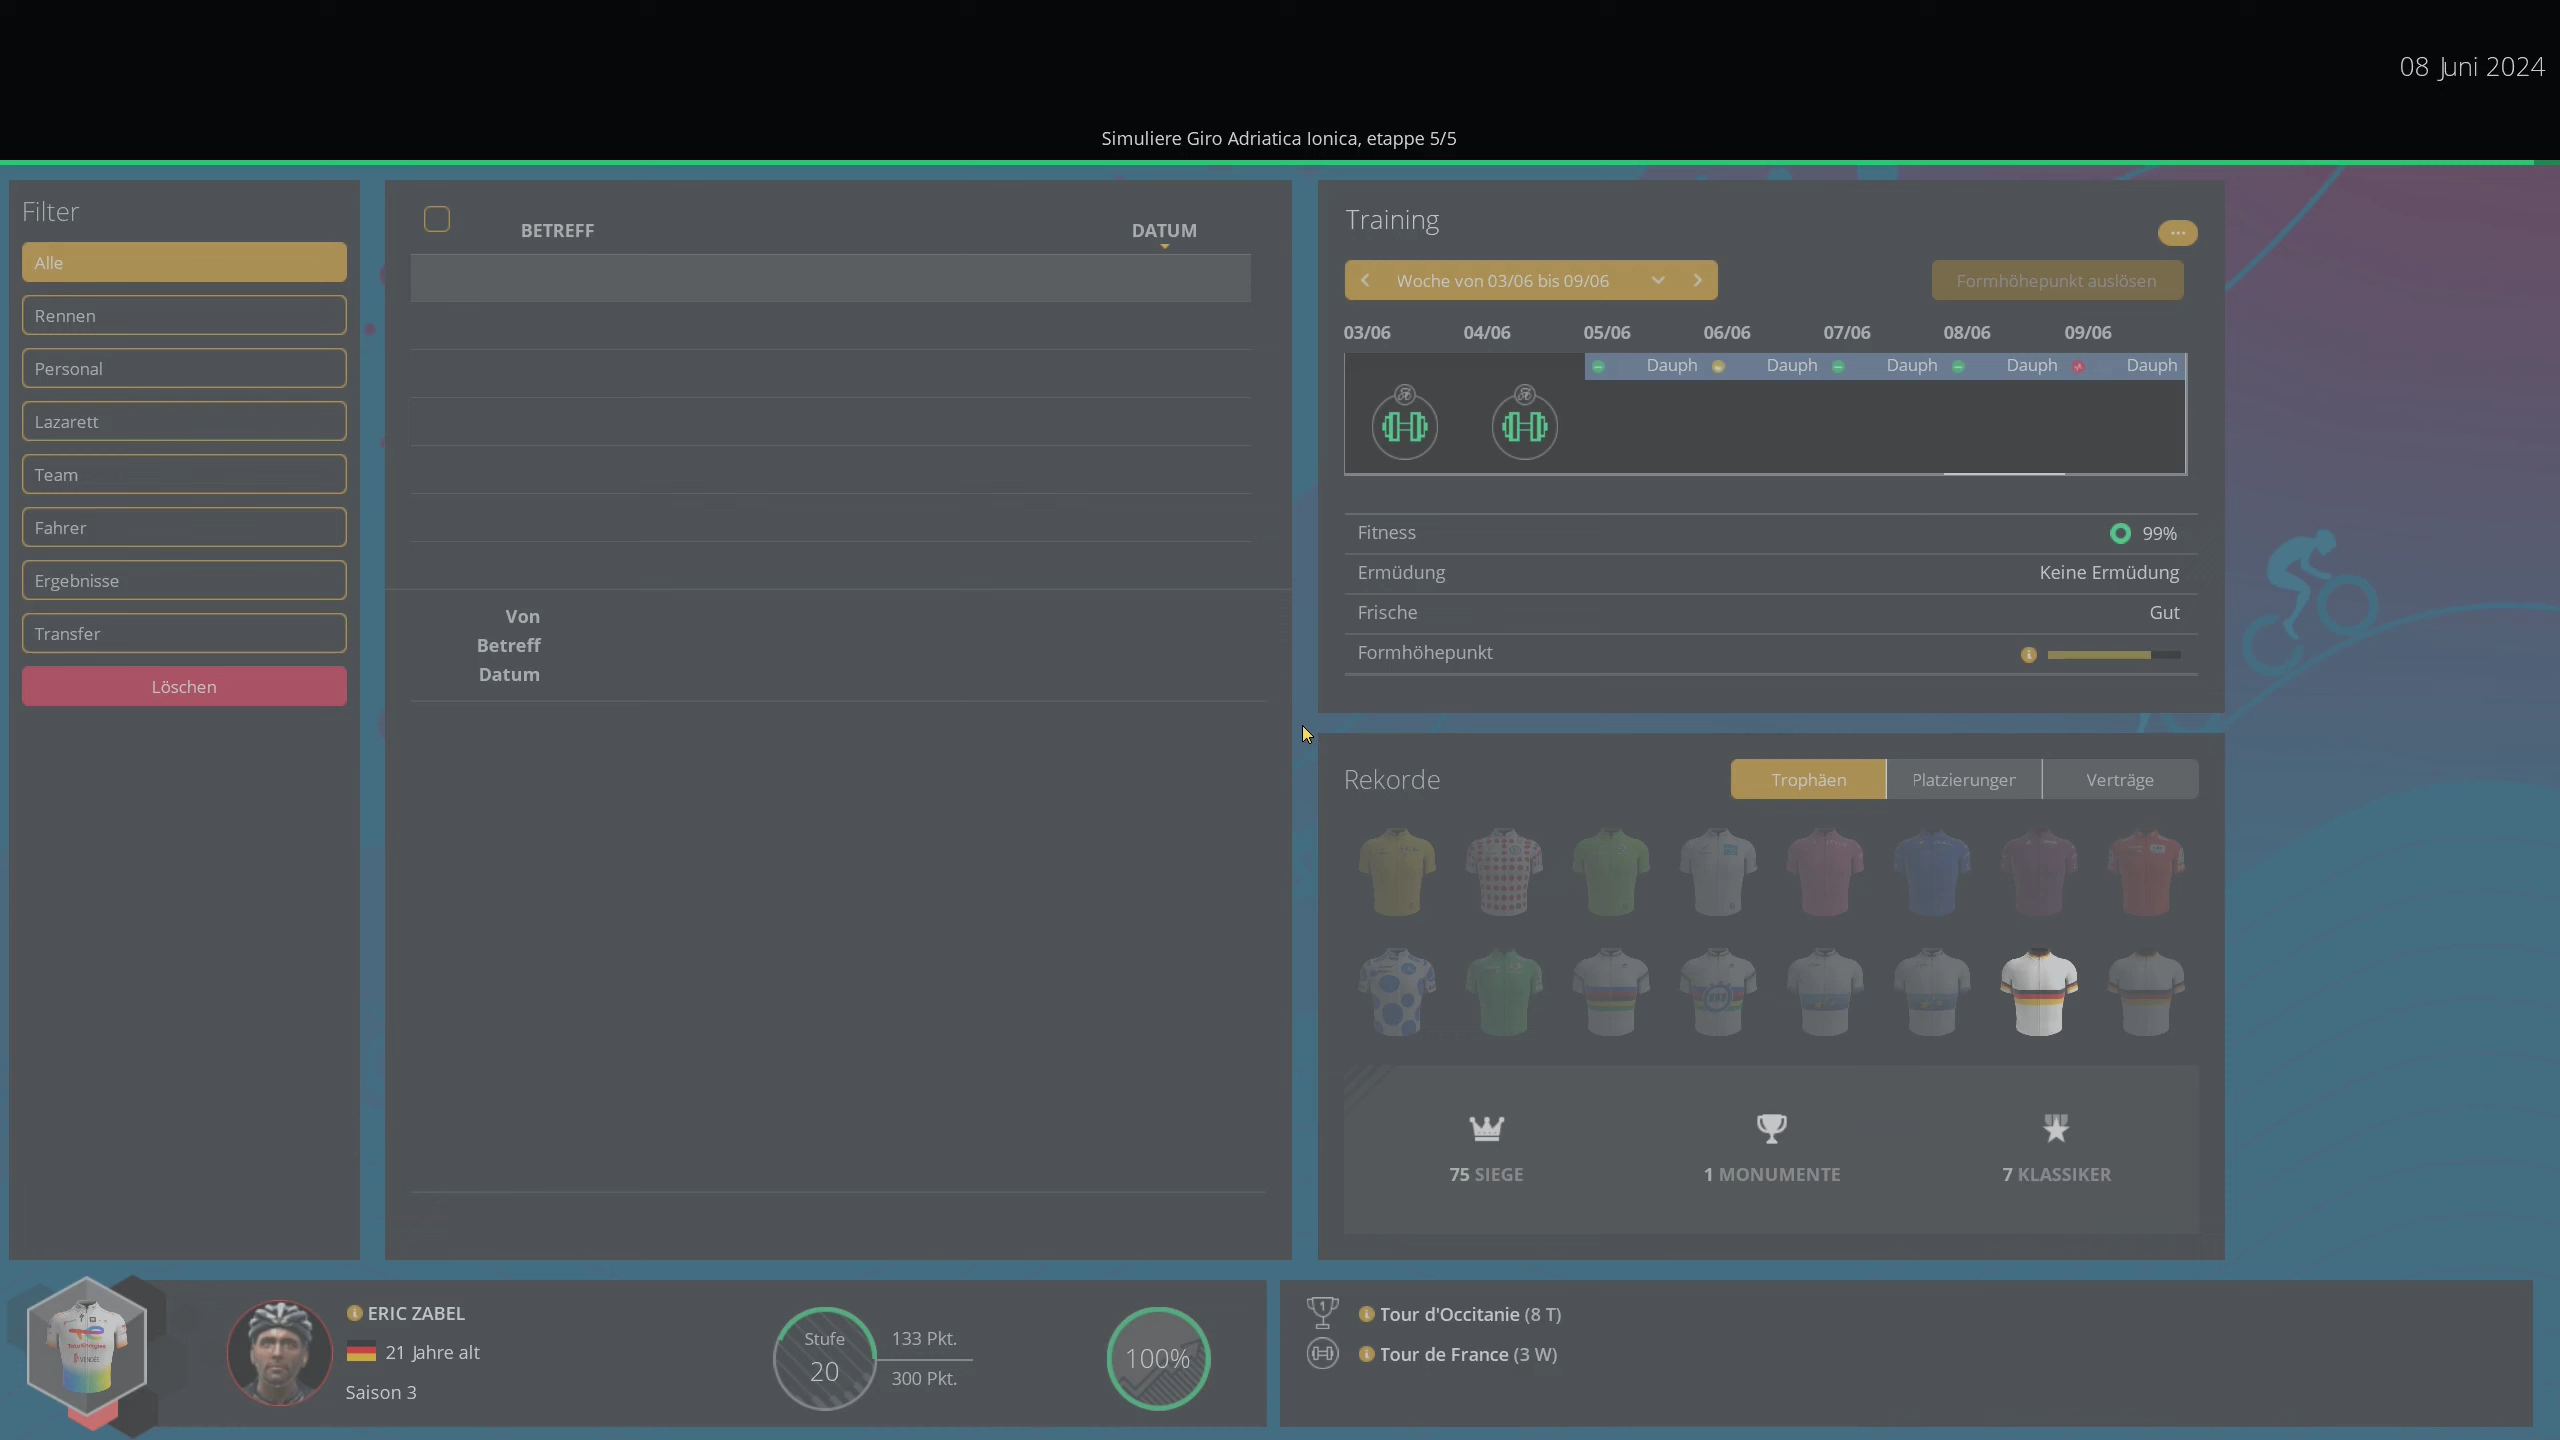 08 Juni 2024
Simuliere Giro Adriatica Ionica, etappe 5/5
Filter
Alle
Rennen
Personal
Lazarett
Team
Fahrer
Ergebnisse
Transfer
Löschen
BETREFF
DATUM
Von
Betreff
Datum
Training
Woche von 03/06 bis 09/06
Formhöhepunkt auslösen
03/06 04/06 05/06 06/06 07/06 08/06 09/06
Dauph Dauph Dauph Dauph Dauph
Fitness 99%
Ermüdung Keine Ermüdung
Frische Gut
Formhöhepunkt
Rekorde
Trophäen Platzierunger Verträge
75 SIEGE
1 MONUMENTE
7 KLASSIKER
ERIC ZABEL
21 Jahre alt
Saison 3
Stufe
20
133 Pkt.
300 Pkt.
100%
Tour d'Occitanie (8 T)
Tour de France (3 W)